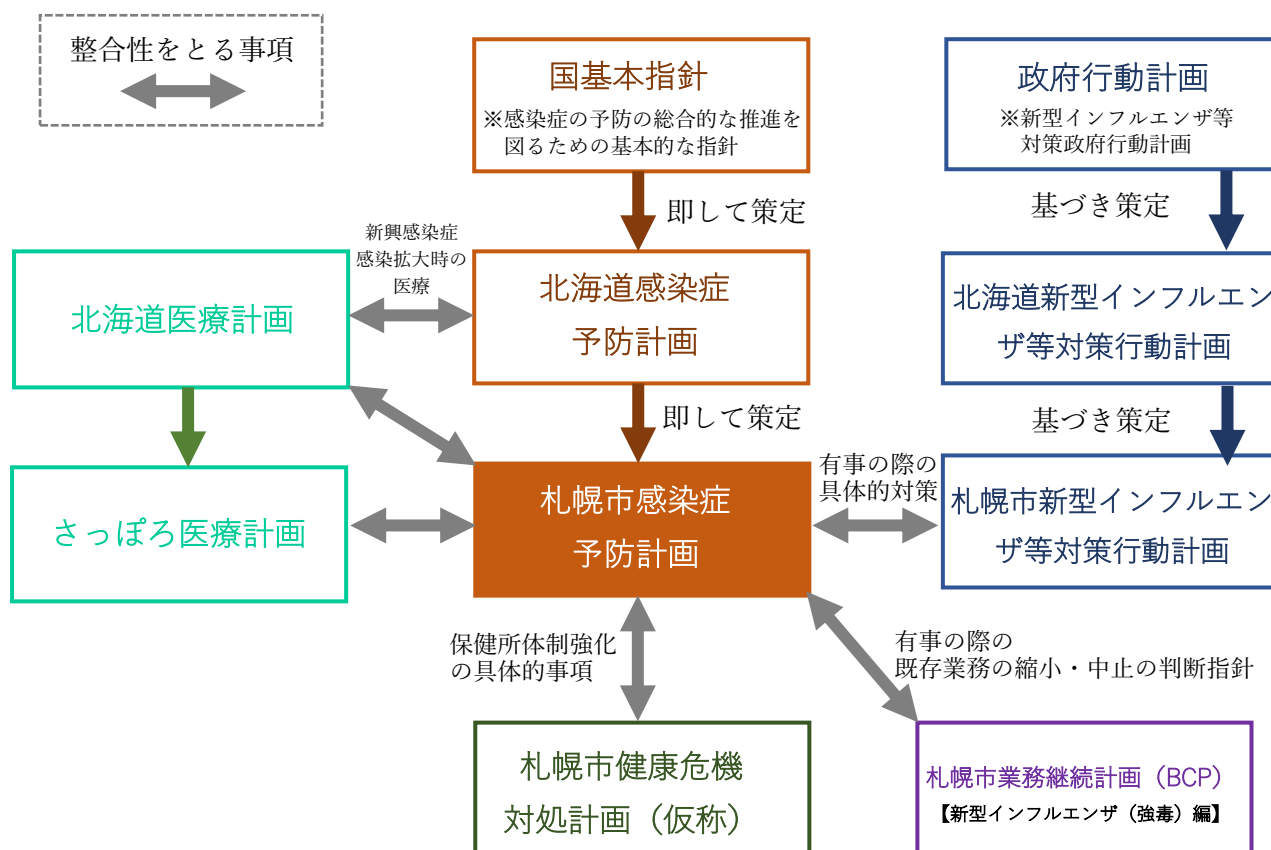 整合性をとる事項
国基本指針
※感染症の予防の総合的な推進を
図るための基本的な指針
政府行動計画
※新型インフルエンザ等
対策政府行動計画
即して策定
基づき策定
新興感染症
感染拡大時の
医療
北海道医療計画
北海道感染症
予防計画
北海道新型インフルエン
ザ等対策行動計画
即して策定
基づき策定
さっぽろ医療計画
札幌市感染症
予防計画
有事の際の
具体的対策
札幌市新型インフルエン
ザ等対策行動計画
保健所体制強化
の具体的事項
有事の際の
既存業務の縮小・中止の判断指針
札幌市健康危機
対処計画（仮称）
札幌市業務継続計画（BCP）
【新型インフルエンザ（強毒）編】